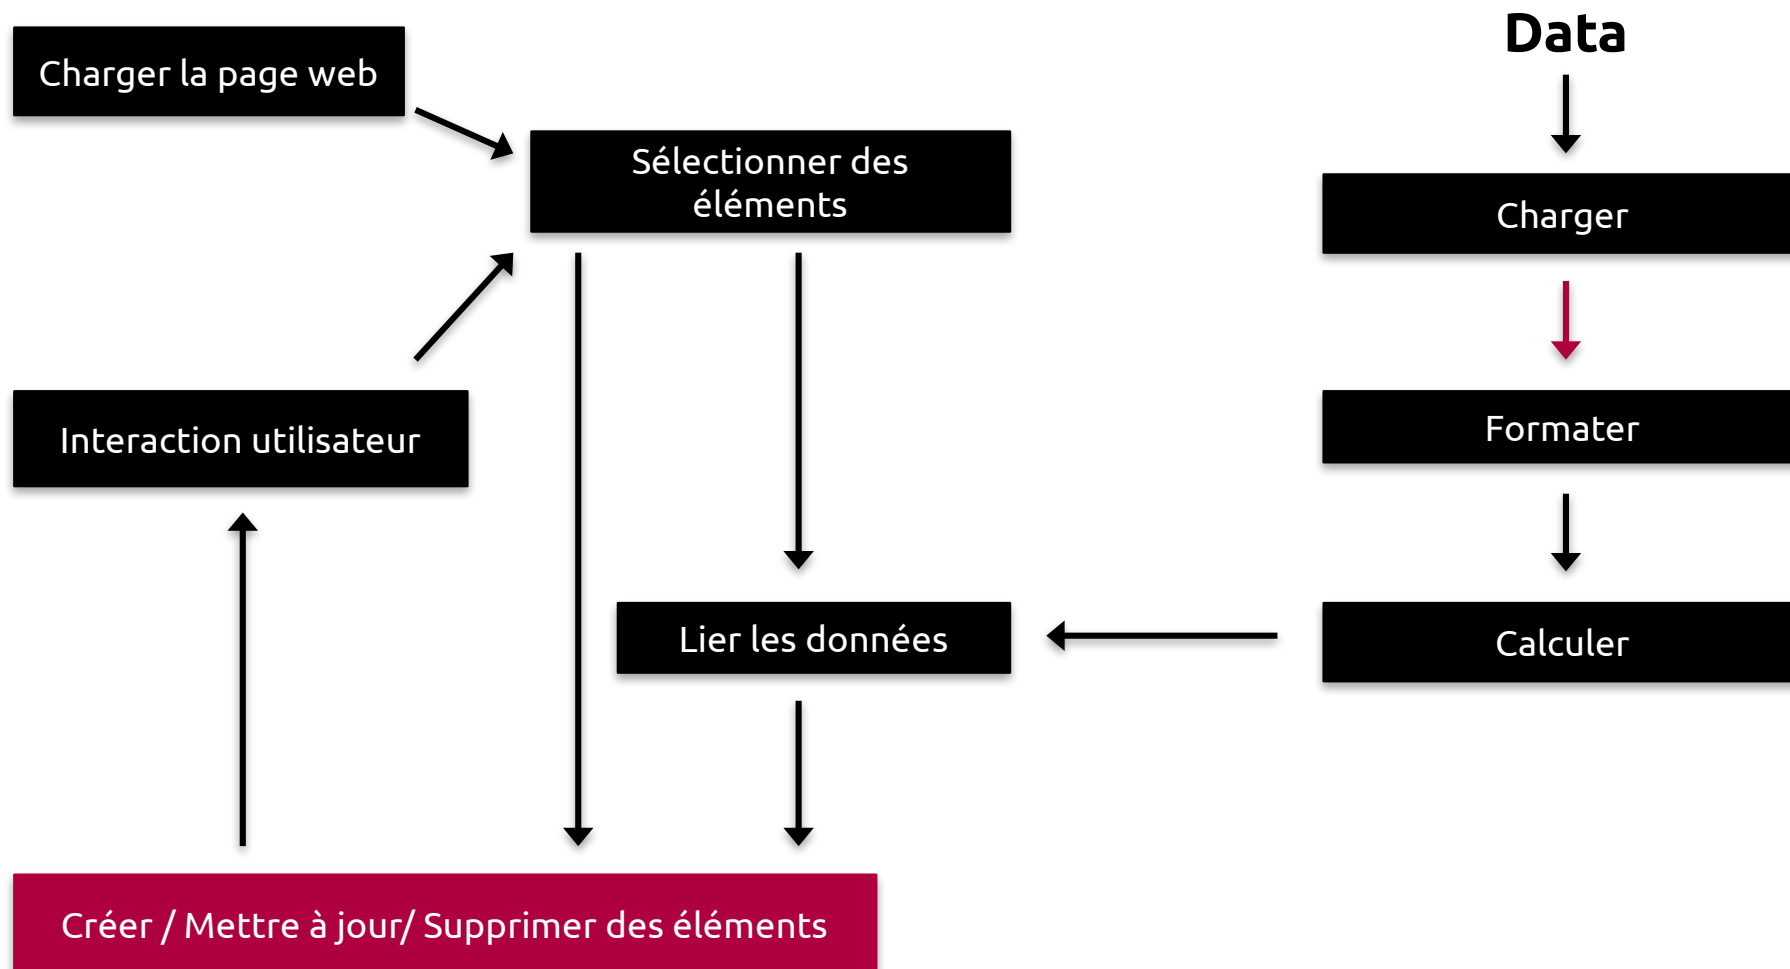 Data
Charger la page web
Sélectionner des
éléments
Charger
Interaction utilisateur
Formater
Lier les données
Calculer
Créer / Mettre à jour/ Supprimer des éléments